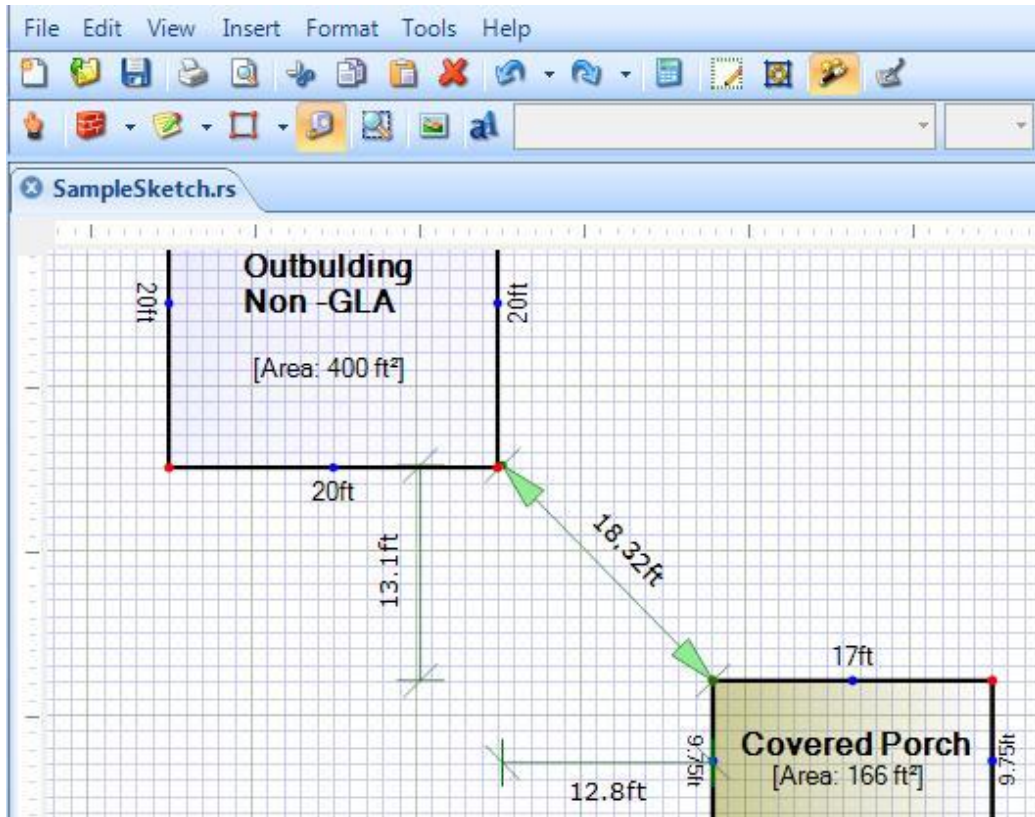 File Edit View Insert Format Tools Help
SampleSketch.rs
Outbulding
Non -GLA
20ft
20ft
[Area: 400 ft²]
20ft
13.1ft
18,32ft
17ft
Covered Porch
[Area: 166 ft²]
9.75ft
9.75ft
12.8ft